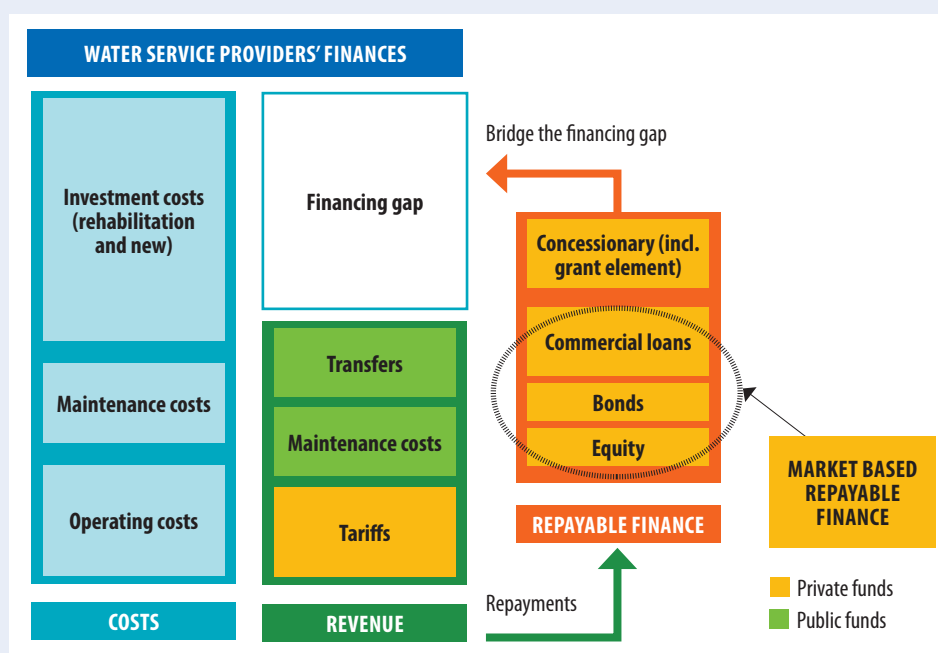 WATER SERVICE PROVIDERS' FINANCES
Investment costs
(rehabilitation
and new)
Maintenance costs
Operating costs
COSTS
Financing gap
Transfers
Maintenance costs
Tariffs
REVENUE
Bridge the financing gap
Concessionary (incl.
grant element)
Commercial loans
Bonds
Equity
REPAYABLE FINANCE
Repayments
MARKET BASED
REPAYABLE
FINANCE
Private funds
Public funds